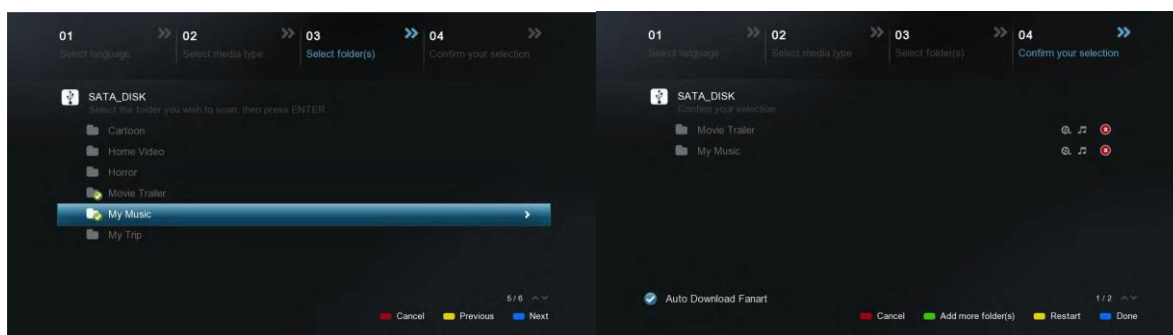 01 02 03 04
Select language Select media type Select folder(s) Confirm your selection
SATA_DISK
Select the folder you wish to scan, then press ENTER
Cartoon
Home Video
Horror
Movie Trailer
My Music
My Trip
5/6
Cancel Previous Next
01 02 03 04
Select language Select media type Select folder(s) Confirm your selection
SATA_DISK
Confirm your selection
Movie Trailer
My Music
Auto Download Fanart
1/2
Cancel Add more folder(s) Restart Done